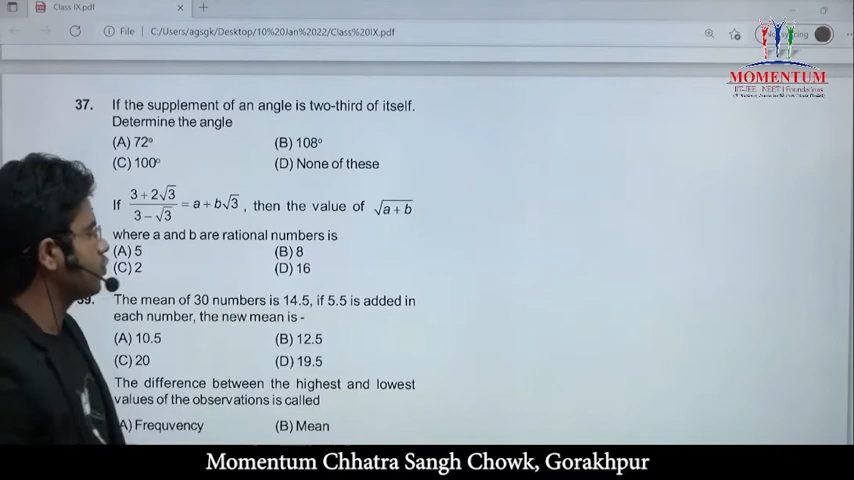 Class IX.pdf
File | C:/Users/agsgk/Desktop/10%20Jan%2022/Class%20IX.pdf
MOMENTUM
IIT-JEE | NEET | Foundations
37. If the supplement of an angle is two-third of itself.
Determine the angle
(A) 72° (B) 108°
(C) 100° (D) None of these
If (3 + 2√3)/(3 − √3) = a + b√3, then the value of √(a + b)
where a and b are rational numbers is
(A) 5 (B) 8
(C) 2 (D) 16
39. The mean of 30 numbers is 14.5, if 5.5 is added in
each number, the new mean is -
(A) 10.5 (B) 12.5
(C) 20 (D) 19.5
The difference between the highest and lowest
values of the observations is called
A) Frequvency (B) Mean
Momentum Chhatra Sangh Chowk, Gorakhpur